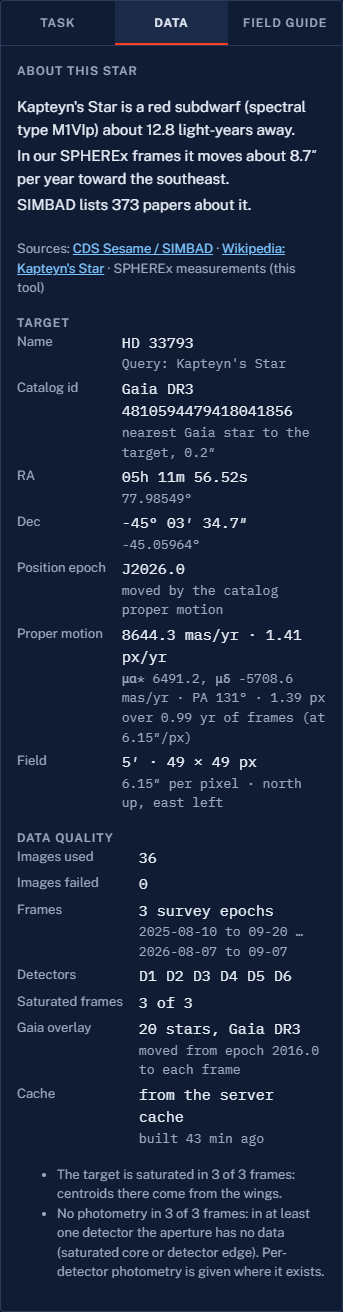 TASK DATA FIELD GUIDE
ABOUT THIS STAR
Kapteyn's Star is a red subdwarf (spectral
type M1VIp) about 12.8 light-years away.
In our SPHEREx frames it moves about 8.7″
per year toward the southeast.
SIMBAD lists 373 papers about it.
Sources: CDS Sesame / SIMBAD · Wikipedia:
Kapteyn's Star · SPHEREx measurements (this
tool)
TARGET
Name HD 33793
Query: Kapteyn's Star
Catalog id Gaia DR3
4810594479418041856
nearest Gaia star to the
target, 0.2″
RA 05h 11m 56.52s
77.98549°
Dec -45° 03′ 34.7″
-45.05964°
Position epoch J2026.0
moved by the catalog
proper motion
Proper motion 8644.3 mas/yr · 1.41
px/yr
μα* 6491.2, μδ -5708.6
mas/yr · PA 131° · 1.39 px
over 0.99 yr of frames (at
6.15″/px)
Field 5′ · 49 × 49 px
6.15″ per pixel · north
up, east left
DATA QUALITY
Images used 36
Images failed 0
Frames 3 survey epochs
2025-08-10 to 09-20 …
2026-08-07 to 09-07
Detectors D1 D2 D3 D4 D5 D6
Saturated frames 3 of 3
Gaia overlay 20 stars, Gaia DR3
moved from epoch 2016.0
to each frame
Cache from the server
cache
built 43 min ago
• The target is saturated in 3 of 3 frames:
centroids there come from the wings.
• No photometry in 3 of 3 frames: in at least
one detector the aperture has no data
(saturated core or detector edge). Per-
detector photometry is given where it exists.